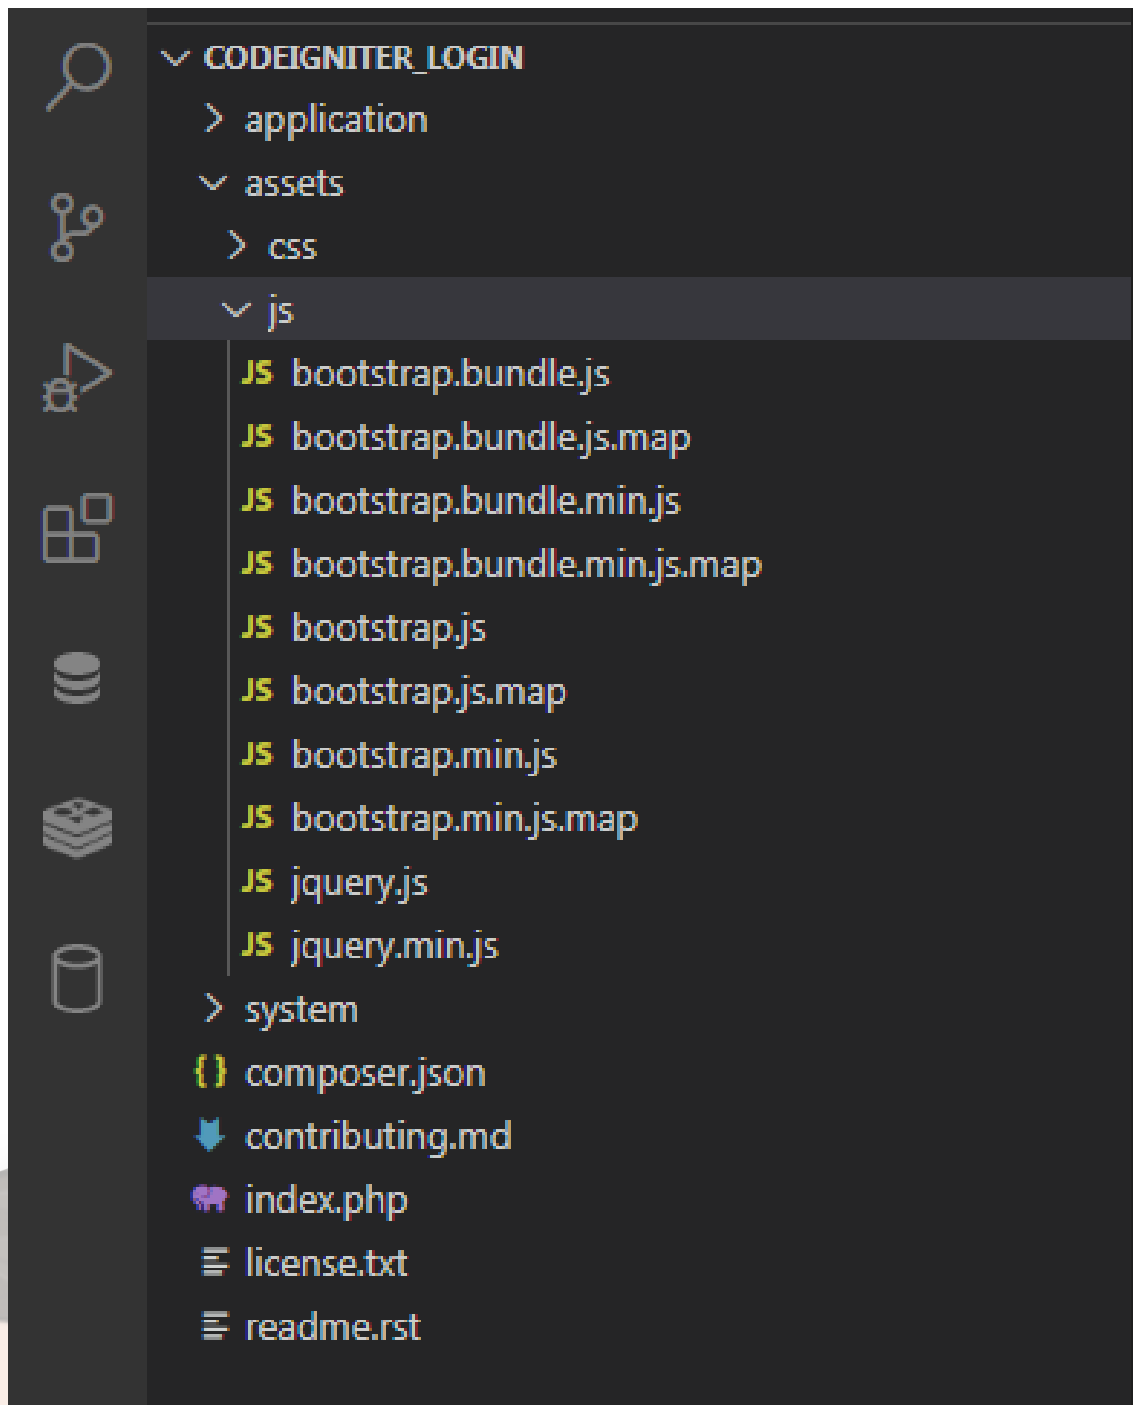 CODEIGNITER_LOGIN
application
assets
css
js
JS bootstrap.bundle.js
JS bootstrap.bundle.js.map
JS bootstrap.bundle.min.js
JS bootstrap.bundle.min.js.map
JS bootstrap.js
JS bootstrap.js.map
JS bootstrap.min.js
JS bootstrap.min.js.map
JS jquery.js
JS jquery.min.js
system
{} composer.json
contributing.md
index.php
license.txt
readme.rst